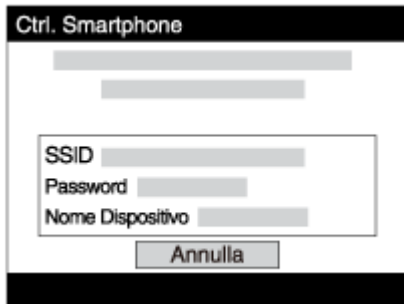 Ctrl. Smartphone
SSID
Password
Nome Dispositivo
Annulla